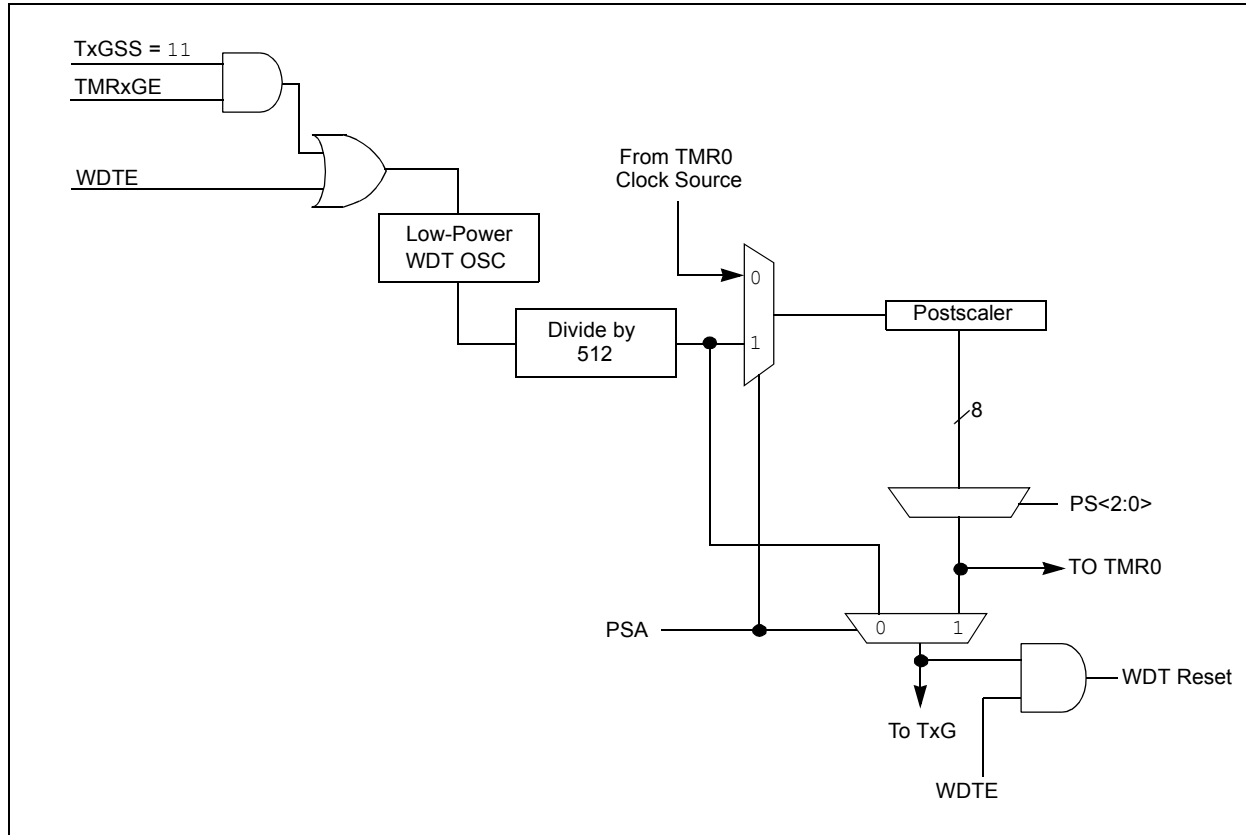 TxGSS = 11
TMRxGE
WDTE
From TMR0
Clock Source
Low-Power
WDT OSC
0
Divide by
512
1
Postscaler
8
PS<2:0>
TO TMR0
PSA
0
1
WDT Reset
To TxG
WDTE